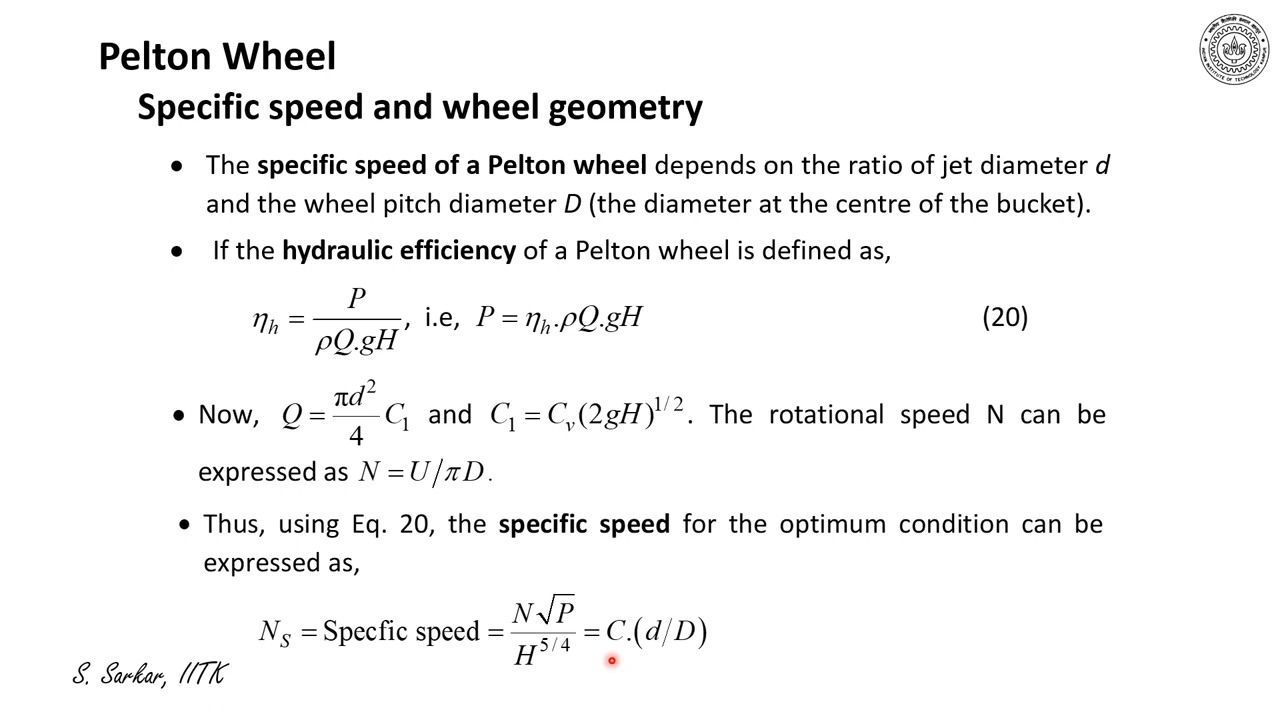 Pelton Wheel
Specific speed and wheel geometry
• The specific speed of a Pelton wheel depends on the ratio of jet diameter d
and the wheel pitch diameter D (the diameter at the centre of the bucket).
• If the hydraulic efficiency of a Pelton wheel is defined as,
η_h = P / ρQ.gH, i.e, P = η_h.ρQ.gH (20)
• Now, Q = πd²/4 C₁ and C₁ = C_v(2gH)^{1/2}. The rotational speed N can be
expressed as N = U/πD.
• Thus, using Eq. 20, the specific speed for the optimum condition can be
expressed as,
N_S = Specfic speed = N√P / H^{5/4} = C.(d/D)
S. Sarkar, IITK